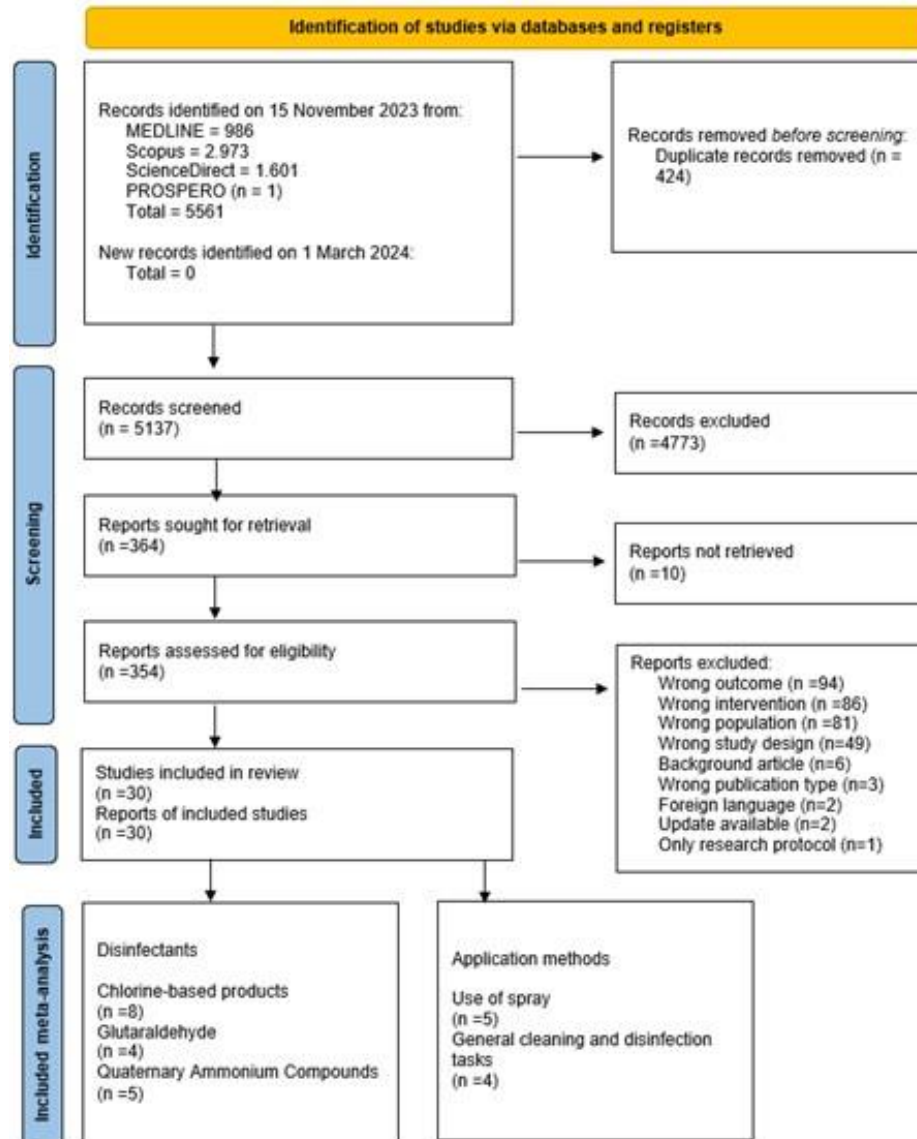 Identification of studies via databases and registers
Identification
Records identified on 15 November 2023 from:
MEDLINE = 986
Scopus = 2.973
ScienceDirect = 1.601
PROSPERO (n = 1)
Total = 5561
New records identified on 1 March 2024:
Total = 0
Records removed before screening:
Duplicate records removed (n =
424)
Screening
Records screened
(n = 5137)
Records excluded
(n =4773)
Reports sought for retrieval
(n =364)
Reports not retrieved
(n =10)
Reports assessed for eligibility
(n =354)
Reports excluded:
Wrong outcome (n =94)
Wrong intervention (n =86)
Wrong population (n =81)
Wrong study design (n=49)
Background article (n=6)
Wrong publication type (n=3)
Foreign language (n=2)
Update available (n=2)
Only research protocol (n=1)
Included
Studies included in review
(n =30)
Reports of included studies
(n =30)
Included meta-analysis
Disinfectants
Chlorine-based products
(n =8)
Glutaraldehyde
(n =4)
Quaternary Ammonium Compounds
(n =5)
Application methods
Use of spray
(n =5)
General cleaning and disinfection
tasks
(n =4)